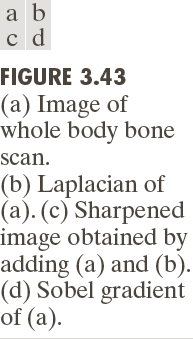 a b
c d
FIGURE 3.43
(a) Image of
whole body bone
scan.
(b) Laplacian of
(a). (c) Sharpened
image obtained by
adding (a) and (b).
(d) Sobel gradient
of (a).